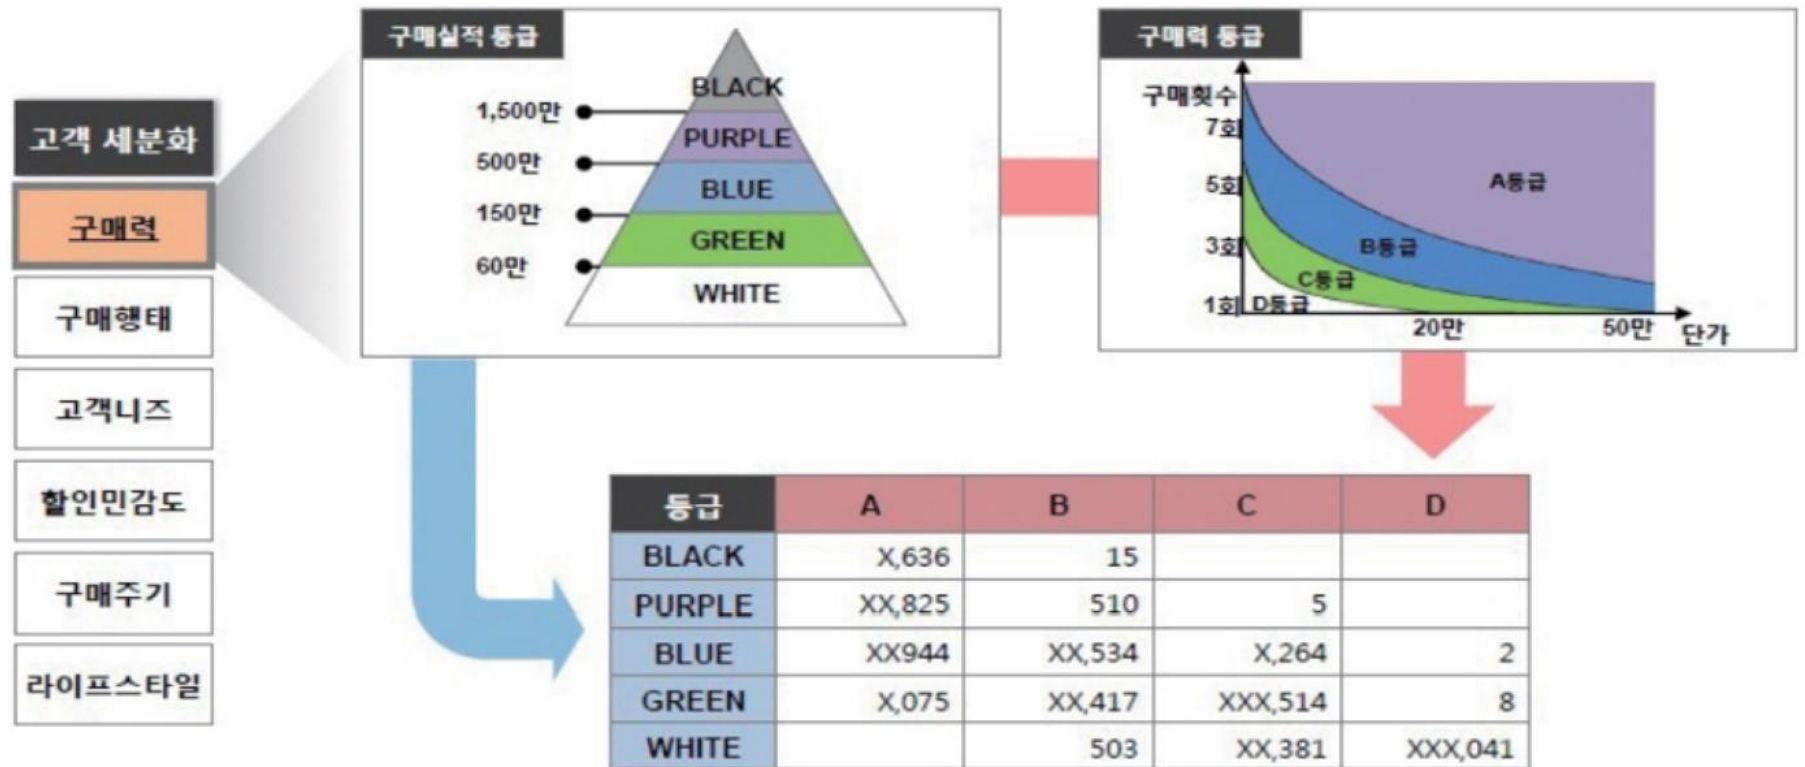 고객 세분화
구매력
구매행태
고객니즈
할인민감도
구매주기
라이프스타일
구매실적 등급
BLACK
1,500만
PURPLE
500만
BLUE
150만
GREEN
60만
WHITE
구매력 등급
구매횟수
7회
5회
3회
1회
A등급
B등급
C등급
D등급
20만
50만
단가
등급 A B C D
BLACK X,636 15
PURPLE XX,825 510 5
BLUE XX944 XX,534 X,264 2
GREEN X,075 XX,417 XXX,514 8
WHITE 503 XX,381 XXX,041